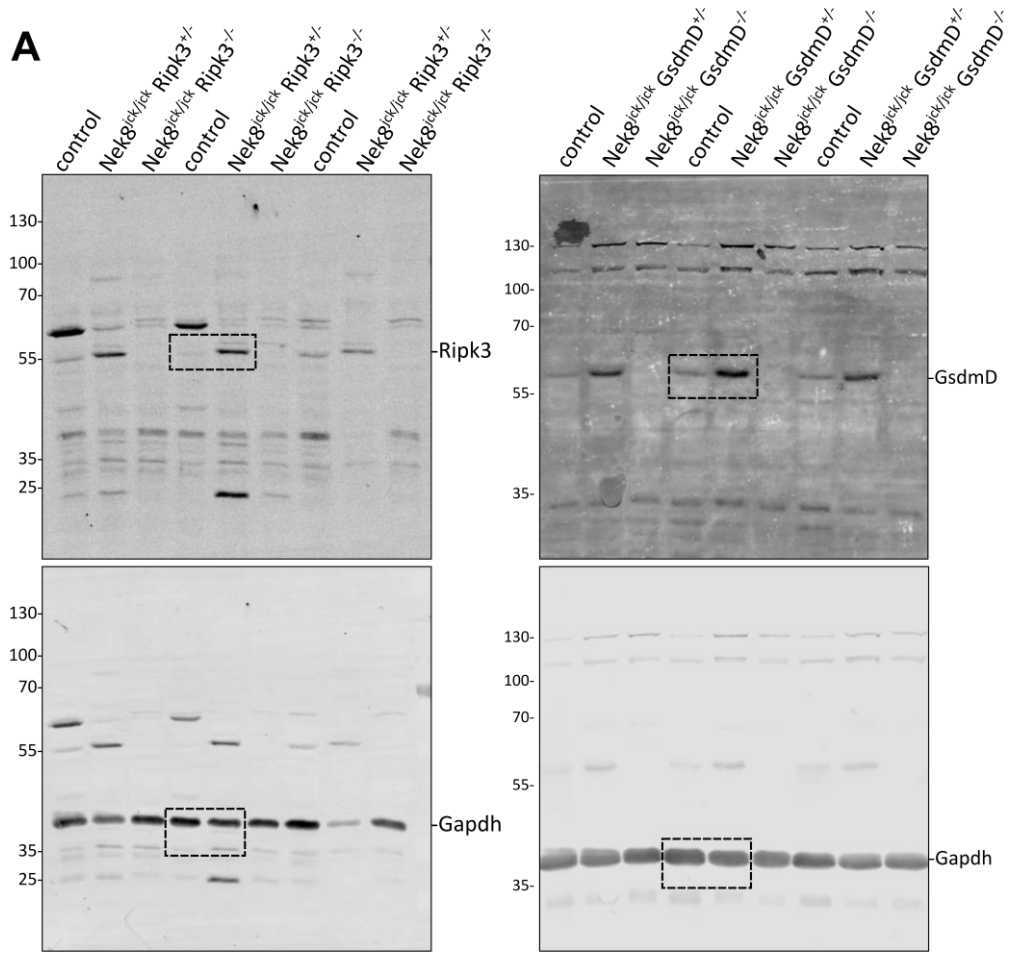 A
control
Nek8jck/jck Ripk3+/-
Nek8jck/jck Ripk3-/-
control
Nek8jck/jck Ripk3+/-
Nek8jck/jck Ripk3-/-
control
Nek8jck/jck Ripk3+/-
Nek8jck/jck Ripk3-/-
130-
100-
70-
55-
35-
25-
-Ripk3
control
Nek8jck/jck GsdmD+/-
Nek8jck/jck GsdmD-/-
control
Nek8jck/jck GsdmD+/-
Nek8jck/jck GsdmD-/-
control
Nek8jck/jck GsdmD+/-
Nek8jck/jck GsdmD-/-
130-
100-
70-
55-
35-
-GsdmD
130-
100-
70-
55-
35-
25-
-Gapdh
130-
100-
70-
55-
35-
-Gapdh